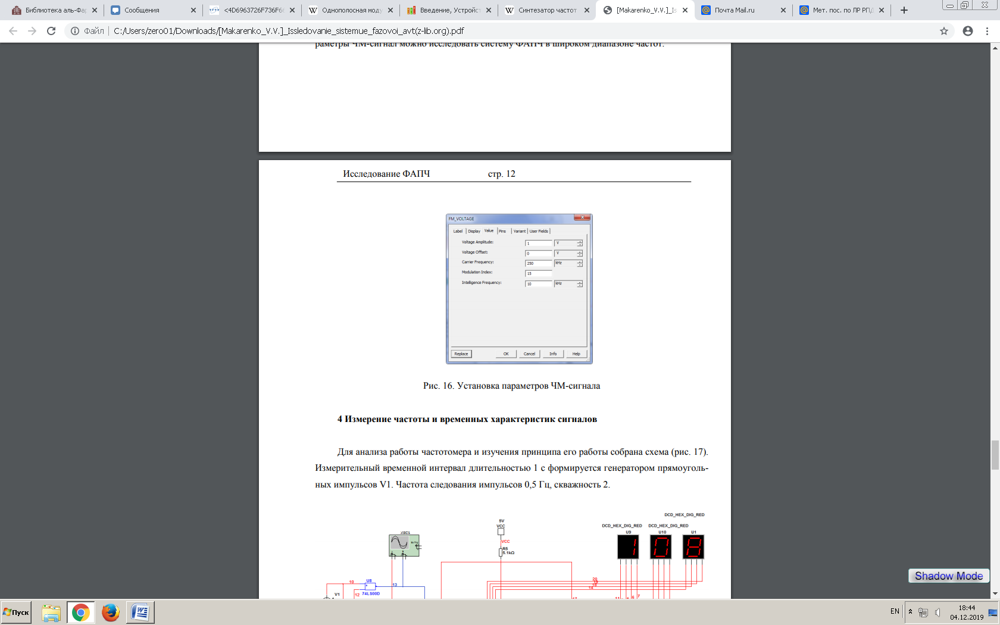 Библиотека аль-Фар
Сообщения
<4D6963726F736F66
Однополосная моду
Введение, Устройст
Синтезатор частот
[Makarenko_V.V.]_Is
Почта Mail.ru
Мет. пос. по ЛР РПД
Файл | C:/Users/zero01/Downloads/[Makarenko_V.V.]_Issledovanie_sistemue_fazovoi_avt(z-lib.org).pdf
раметры ЧМ-сигнал можно исследовать систему ФАПЧ в широком диапазоне частот.
Исследование ФАПЧ стр. 12
FM_VOLTAGE
Label Display Value Pins Variant User Fields
Voltage Amplitude: 1 V
Voltage Offset: 0 V
Carrier Frequency: 250 kHz
Modulation Index: 15
Intelligence Frequency: 10 kHz
Replace OK Cancel Info Help
Рис. 16. Установка параметров ЧМ-сигнала
4 Измерение частоты и временных характеристик сигналов
Для анализа работы частотомера и изучения принципа его работы собрана схема (рис. 17).
Измерительный временной интервал длительностью 1 с формируется генератором прямоуголь-
ных импульсов V1. Частота следования импульсов 0,5 Гц, скважность 2.
DCD_HEX_DIG_RED
DCD_HEX_DIG_RED DCD_HEX_DIG_RED
U9 U10 U1
5V
VCC
XSC1
VCC
R5
5.1kΩ
1 0 8
20
18
14
10 U8
13
V1 12 74LS00D
17 11 6 7
Shadow Mode
Пуск
EN
18:44
04.12.2019